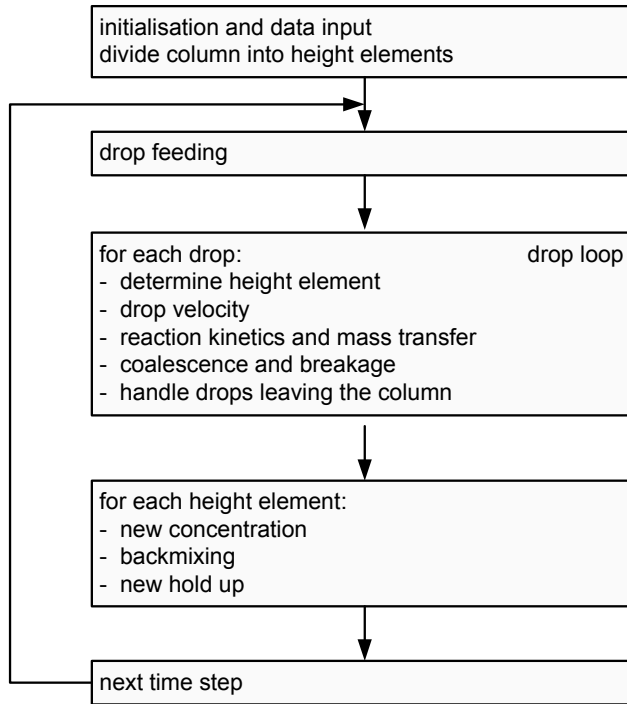 initialisation and data input
divide column into height elements
drop feeding
for each drop: drop loop
- determine height element
- drop velocity
- reaction kinetics and mass transfer
- coalescence and breakage
- handle drops leaving the column
for each height element:
- new concentration
- backmixing
- new hold up
next time step